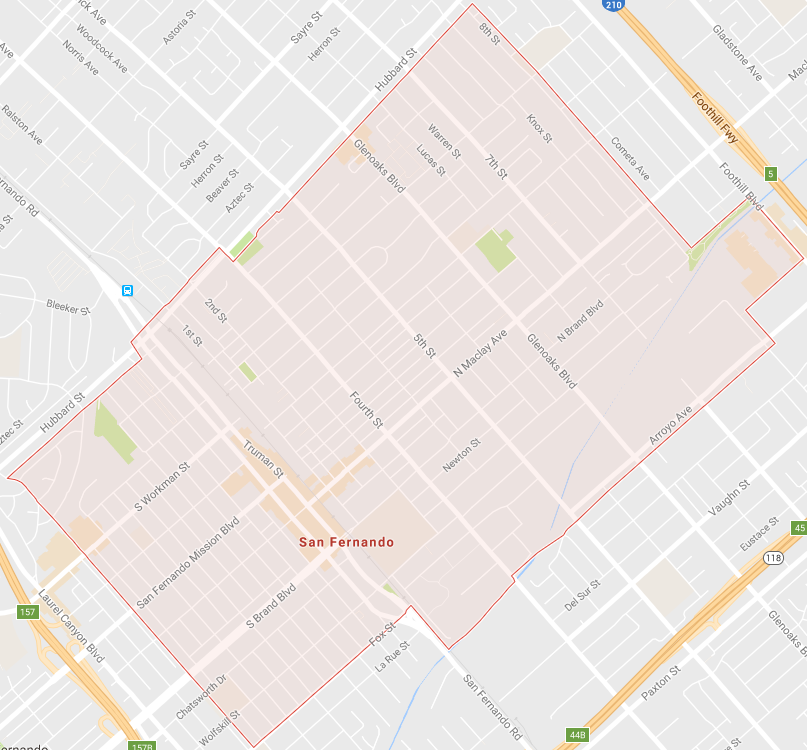 210
ck Ave
Astoria St
Sayre St
8th St
Woodcock Ave
Herron St
Gladstone Ave
Norris Ave
Hubbard St
Foothill Fwy
Ralston Ave
Knox St
Warren St
Sayre St
Glenoaks Blvd
Lucas St
7th St
Cometa Ave
Herron St
5
Beaver St
Foothill Blvd
Aztec St
rnando Rd
Bleeker St
2nd St
1st St
N Brand Blvd
5th St
N Maclay Ave
Glenoaks Blvd
Hubbard St
Fourth St
ztec St
Arroyo Ave
Truman St
Newton St
S Workman St
Vaughn St
45
Eustace St
San Fernando
118
San Fernando Mission Blvd
157
Laurel Canyon Blvd
S Brand Blvd
Del Sur St
Fox St
La Rue St
Glenoaks B
Chatsworth Dr
San Fernando Rd
Paxton St
Wolfskill St
44B
ernando
157B